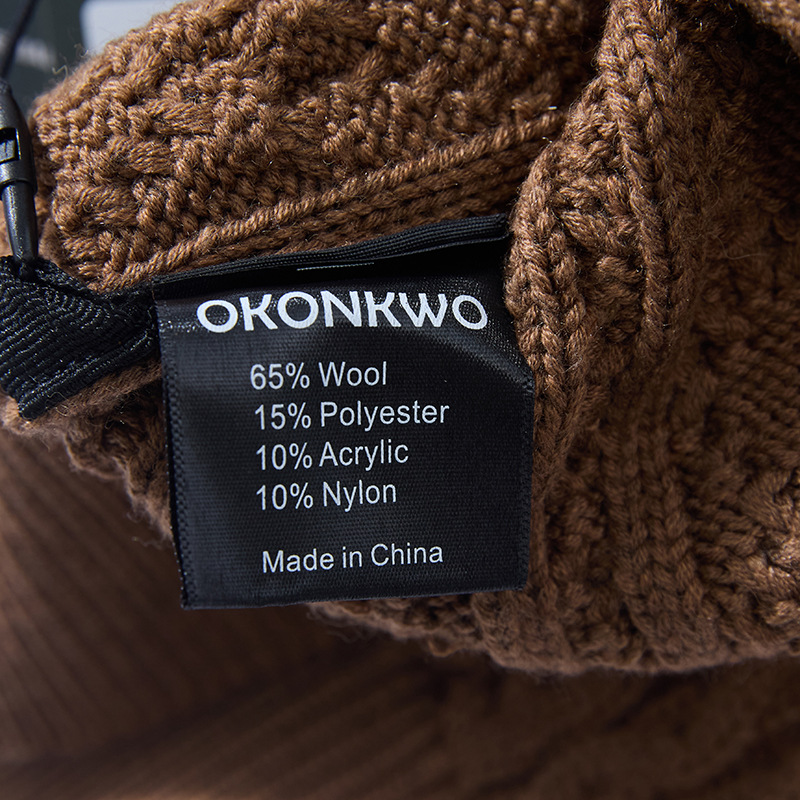 OKONKWO
65% Wool
15% Polyester
10% Acrylic
10% Nylon
Made in China